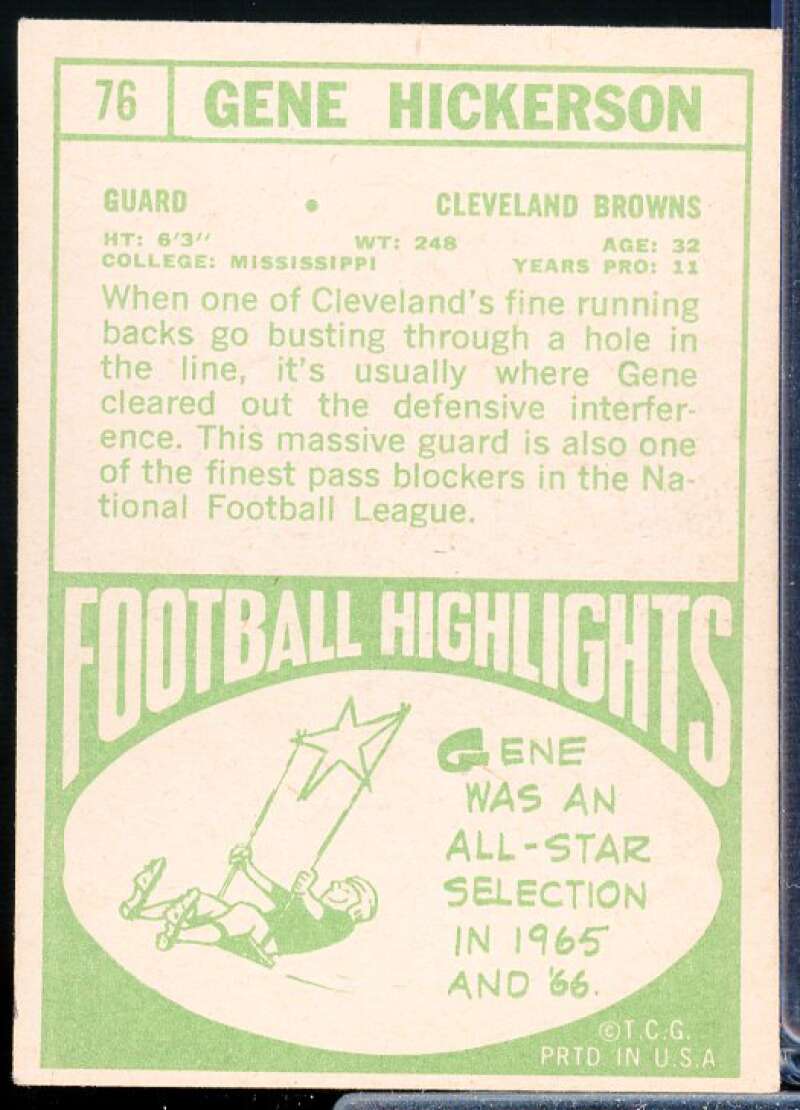 76 GENE HICKERSON
GUARD • CLEVELAND BROWNS
HT: 6'3" WT: 248 AGE: 32
COLLEGE: MISSISSIPPI YEARS PRO: 11
When one of Cleveland's fine running
backs go busting through a hole in
the line, it's usually where Gene
cleared out the defensive interfer-
ence. This massive guard is also one
of the finest pass blockers in the Na-
tional Football League.
FOOTBALL HIGHLIGHTS
GENE
WAS AN
ALL-STAR
SELECTION
IN 1965
AND '66.
©T.C.G.
PRTD IN U.S.A